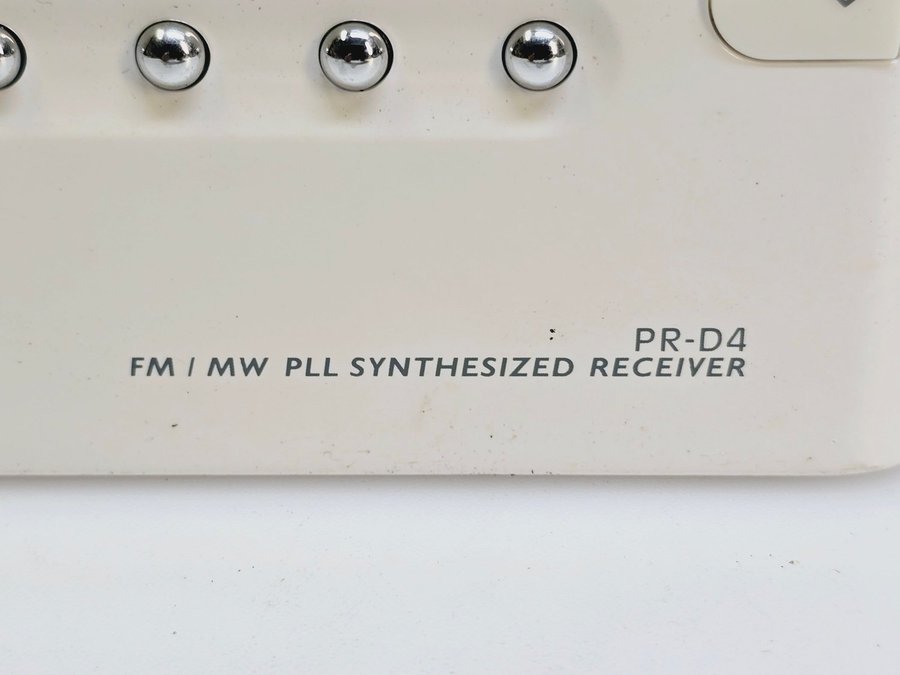 PR-D4
FM / MW PLL SYNTHESIZED RECEIVER